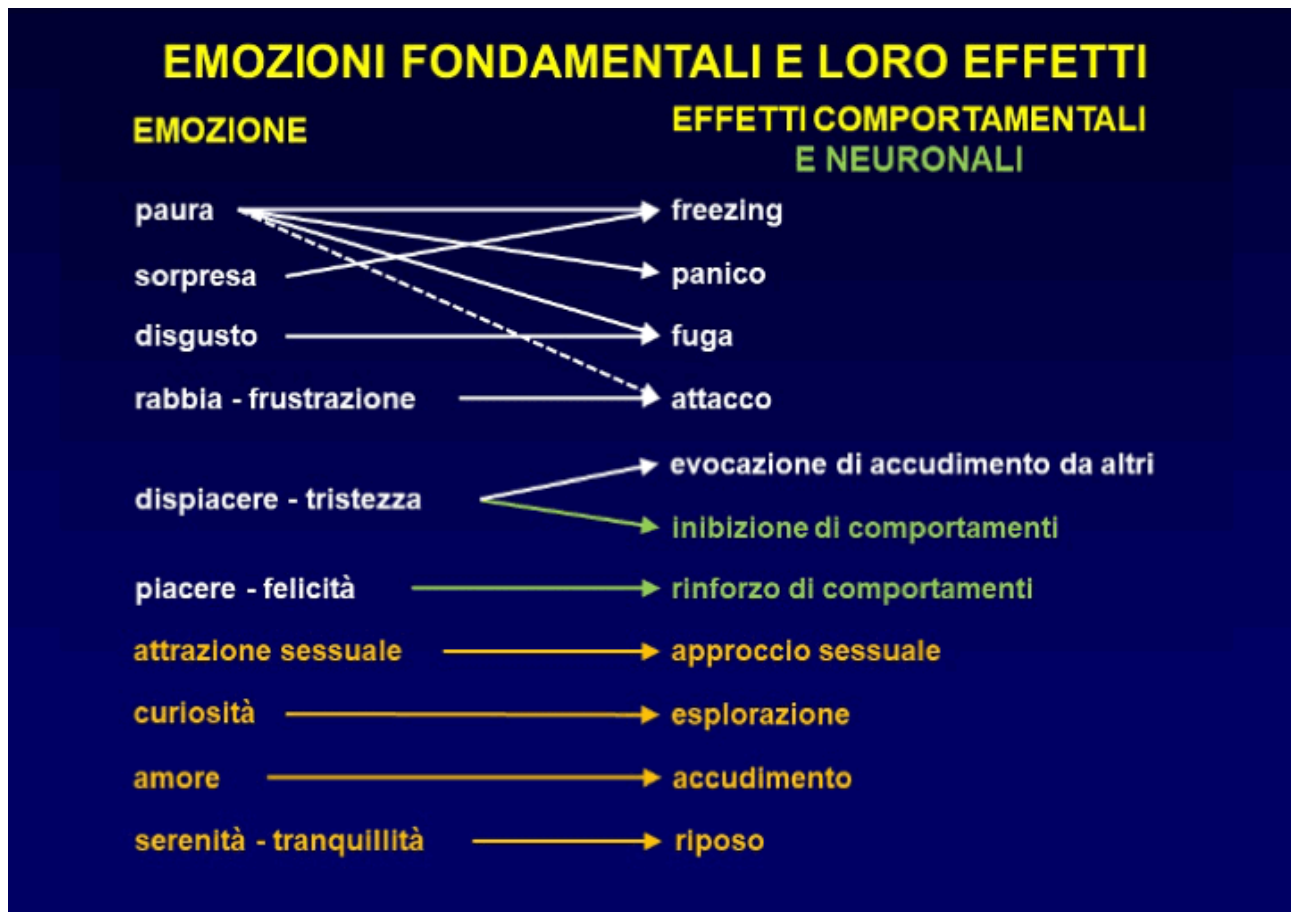 EMOZIONI FONDAMENTALI E LORO EFFETTI
EMOZIONE
EFFETTI COMPORTAMENTALI
E NEURONALI
paura
freezing
sorpresa
panico
disgusto
fuga
rabbia - frustrazione
attacco
dispiacere - tristezza
evocazione di accudimento da altri
inibizione di comportamenti
piacere - felicità
rinforzo di comportamenti
attrazione sessuale
approccio sessuale
curiosità
esplorazione
amore
accudimento
serenità - tranquillità
riposo